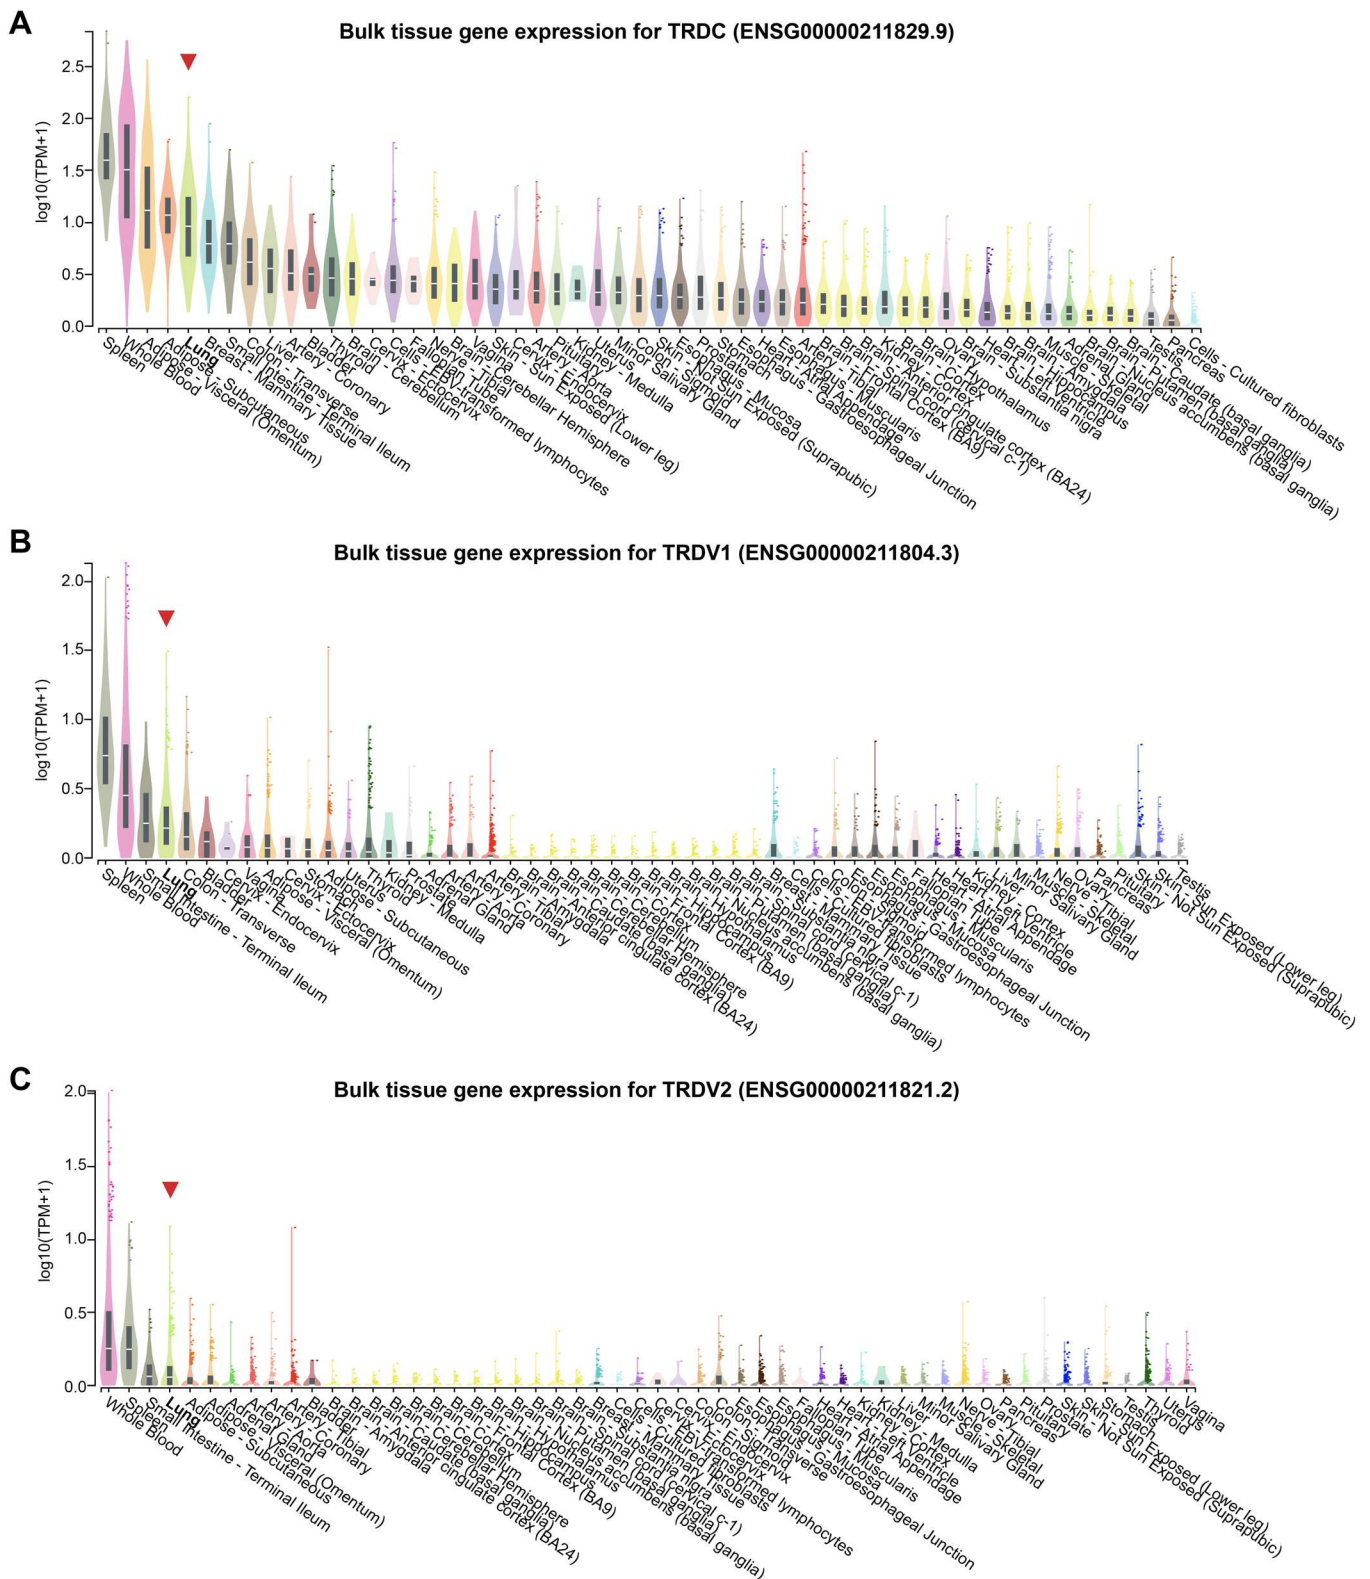 A
Bulk tissue gene expression for TRDC (ENSG00000211829.9)
log10(TPM+1)
2.5
2.0
1.5
1.0
0.5
0.0
Spleen
Whole Blood
Adipose - Visceral (Omentum)
Adipose - Subcutaneous
Lung
Breast - Mammary Tissue
Small Intestine - Terminal Ileum
Colon - Transverse
Liver
Artery - Coronary
Bladder
Thyroid
Brain - Cerebellum
Cervix - Ectocervix
Cells - EBV-transformed lymphocytes
Fallopian Tube
Nerve - Tibial
Brain - Cerebellar Hemisphere
Vagina
Skin - Sun Exposed (Lower leg)
Cervix - Endocervix
Artery - Aorta
Pituitary
Kidney - Medulla
Uterus
Minor Salivary Gland
Colon - Sigmoid
Skin - Not Sun Exposed (Suprapubic)
Esophagus - Mucosa
Prostate
Stomach
Esophagus - Gastroesophageal Junction
Heart - Atrial Appendage
Esophagus - Muscularis
Artery - Tibial
Brain - Frontal Cortex (BA9)
Brain - Spinal cord (cervical c-1)
Brain - Anterior cingulate cortex (BA24)
Kidney - Cortex
Brain - Cortex
Brain - Hypothalamus
Ovary
Brain - Substantia nigra
Heart - Left Ventricle
Brain - Hippocampus
Brain - Amygdala
Muscle - Skeletal
Adrenal Gland
Brain - Nucleus accumbens (basal ganglia)
Brain - Putamen (basal ganglia)
Brain - Caudate (basal ganglia)
Testis
Pancreas
Cells - Cultured fibroblasts
B
Bulk tissue gene expression for TRDV1 (ENSG00000211804.3)
log10(TPM+1)
2.0
1.5
1.0
0.5
0.0
Spleen
Whole Blood
Small Intestine - Terminal Ileum
Lung
Colon - Transverse
Bladder
Cervix - Endocervix
Vagina
Adipose - Visceral (Omentum)
Cervix - Ectocervix
Stomach
Adipose - Subcutaneous
Uterus
Thyroid
Kidney - Medulla
Prostate
Adrenal Gland
Artery - Aorta
Artery - Coronary
Artery - Tibial
Brain - Amygdala
Brain - Anterior cingulate cortex (BA24)
Brain - Caudate (basal ganglia)
Brain - Cerebellar Hemisphere
Brain - Cerebellum
Brain - Cortex
Brain - Frontal Cortex (BA9)
Brain - Hippocampus
Brain - Hypothalamus
Brain - Nucleus accumbens (basal ganglia)
Brain - Putamen (basal ganglia)
Brain - Spinal cord (cervical c-1)
Brain - Substantia nigra
Breast - Mammary Tissue
Cells - Cultured fibroblasts
Cells - EBV-transformed lymphocytes
Colon - Sigmoid
Esophagus - Gastroesophageal Junction
Esophagus - Mucosa
Esophagus - Muscularis
Fallopian Tube
Heart - Atrial Appendage
Heart - Left Ventricle
Kidney - Cortex
Liver
Minor Salivary Gland
Muscle - Skeletal
Nerve - Tibial
Ovary
Pancreas
Pituitary
Skin - Not Sun Exposed (Suprapubic)
Skin - Sun Exposed (Lower leg)
Testis
C
Bulk tissue gene expression for TRDV2 (ENSG00000211821.2)
log10(TPM+1)
2.0
1.5
1.0
0.5
0.0
Whole Blood
Spleen
Small Intestine - Terminal Ileum
Lung
Adipose - Subcutaneous
Adipose - Visceral (Omentum)
Adrenal Gland
Artery - Aorta
Artery - Coronary
Artery - Tibial
Bladder
Brain - Amygdala
Brain - Anterior cingulate cortex (BA24)
Brain - Caudate (basal ganglia)
Brain - Cerebellar Hemisphere
Brain - Cerebellum
Brain - Cortex
Brain - Frontal Cortex (BA9)
Brain - Hippocampus
Brain - Hypothalamus
Brain - Nucleus accumbens (basal ganglia)
Brain - Putamen (basal ganglia)
Brain - Spinal cord (cervical c-1)
Brain - Substantia nigra
Breast - Mammary Tissue
Cells - Cultured fibroblasts
Cells - EBV-transformed lymphocytes
Cervix - Ectocervix
Cervix - Endocervix
Colon - Sigmoid
Colon - Transverse
Esophagus - Gastroesophageal Junction
Esophagus - Mucosa
Esophagus - Muscularis
Fallopian Tube
Heart - Atrial Appendage
Heart - Left Ventricle
Kidney - Cortex
Kidney - Medulla
Liver
Minor Salivary Gland
Muscle - Skeletal
Nerve - Tibial
Ovary
Pancreas
Pituitary
Prostate
Skin - Not Sun Exposed (Suprapubic)
Skin - Sun Exposed (Lower leg)
Stomach
Testis
Thyroid
Uterus
Vagina